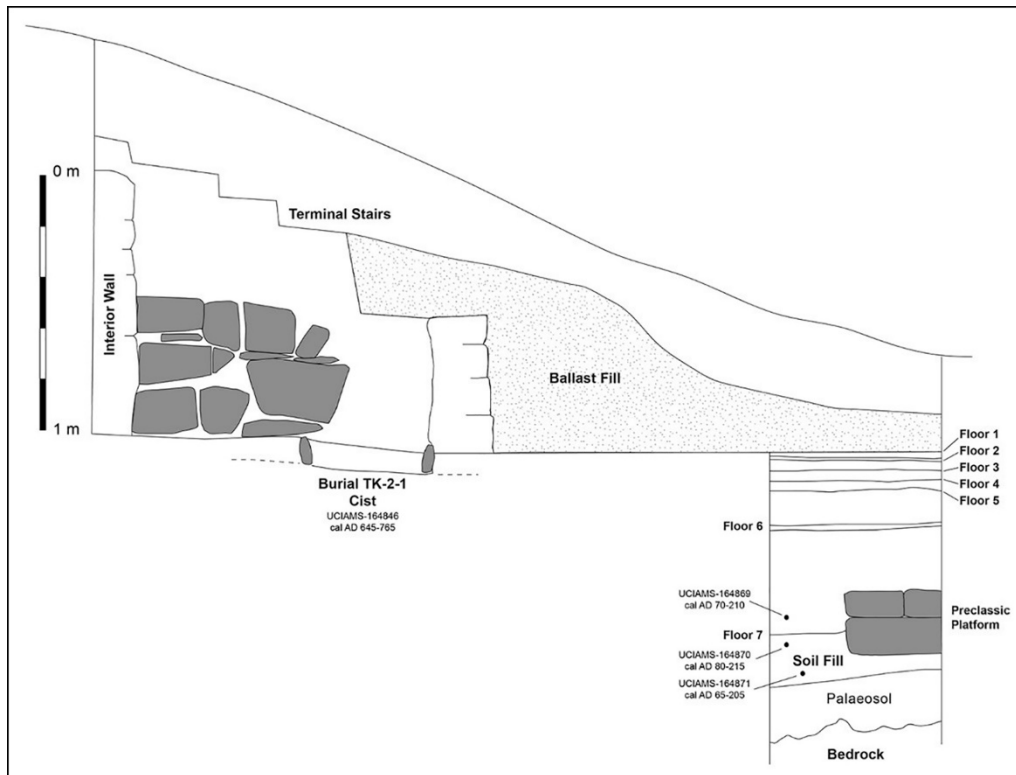 0 m
Terminal Stairs
Interior Wall
Ballast Fill
1 m
Floor 1
Floor 2
Floor 3
Floor 4
Floor 5
Burial TK-2-1
Cist
UCIAMS-164846
cal AD 645-765
Floor 6
UCIAMS-164869
cal AD 70-210
Preclassic
Platform
Floor 7
UCIAMS-164870
cal AD 80-215
Soil Fill
UCIAMS-164871
cal AD 65-205
Palaeosol
Bedrock